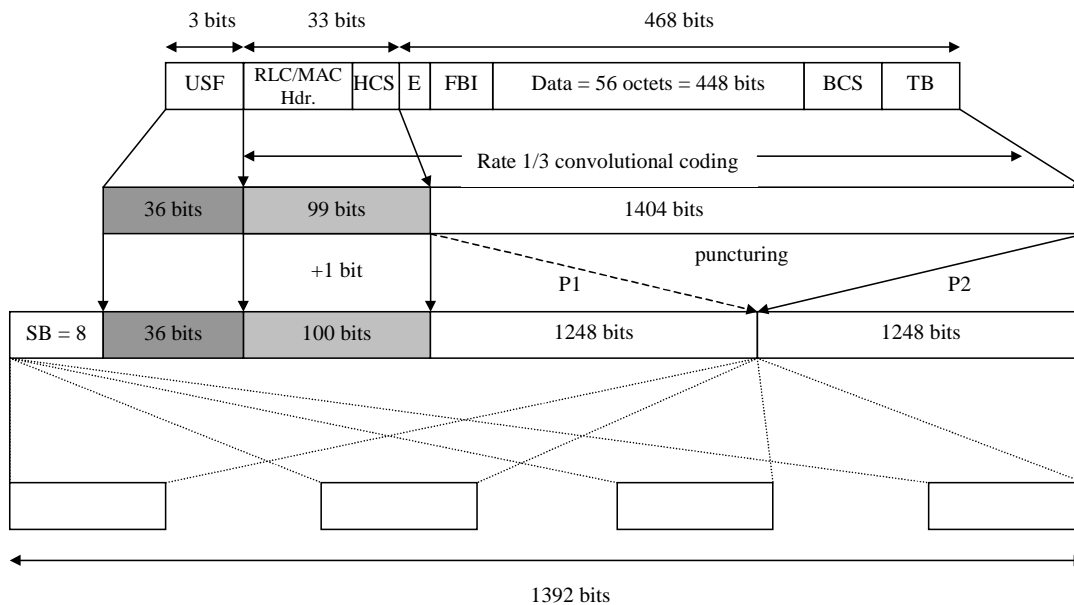 3 bits 33 bits 468 bits
USF RLC/MAC Hdr. HCS E FBI Data = 56 octets = 448 bits BCS TB
Rate 1/3 convolutional coding
36 bits 99 bits 1404 bits
+1 bit puncturing
P1 P2
SB = 8 36 bits 100 bits 1248 bits 1248 bits
1392 bits